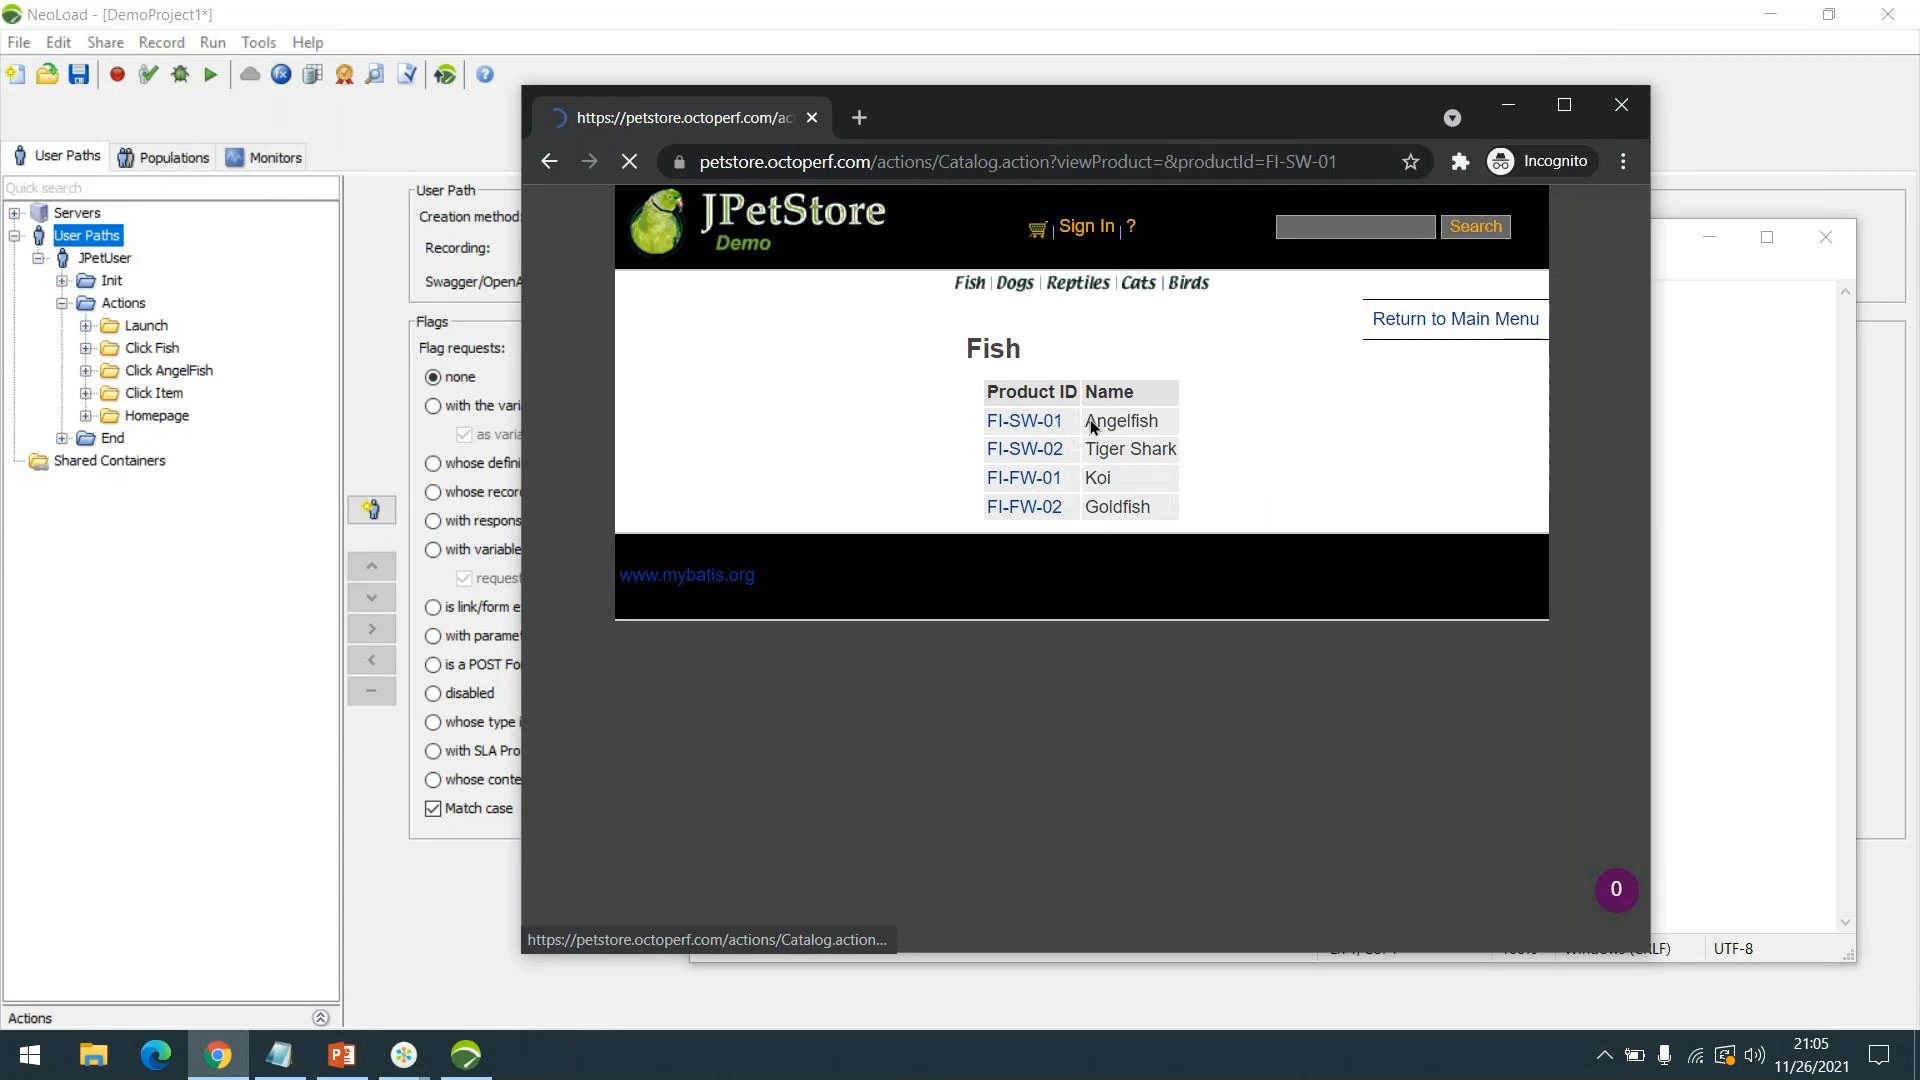 NeoLoad - [DemoProject1*]
File Edit Share Record Run Tools Help
User Paths Populations Monitors
Quick search
Servers
User Paths
JPetUser
Init
Actions
Launch
Click Fish
Click AngelFish
Click Item
Homepage
End
Shared Containers
Actions
User Path
Creation method:
Recording:
Swagger/OpenA
Flags
Flag requests:
none
with the vari
as varia
whose defini
whose recor
with respons
with variable
request
is link/form e
with paramet
is a POST Fo
disabled
whose type i
with SLA Pro
whose conte
Match case
https://petstore.octoperf.com/ac
petstore.octoperf.com/actions/Catalog.action?viewProduct=&productId=FI-SW-01
Incognito
JPetStore
Demo
Sign In | ?
Search
Fish | Dogs | Reptiles | Cats | Birds
Return to Main Menu
Fish
Product ID Name
FI-SW-01 Angelfish
FI-SW-02 Tiger Shark
FI-FW-01 Koi
FI-FW-02 Goldfish
www.mybatis.org
0
https://petstore.octoperf.com/actions/Catalog.action...
UTF-8
21:05
11/26/2021